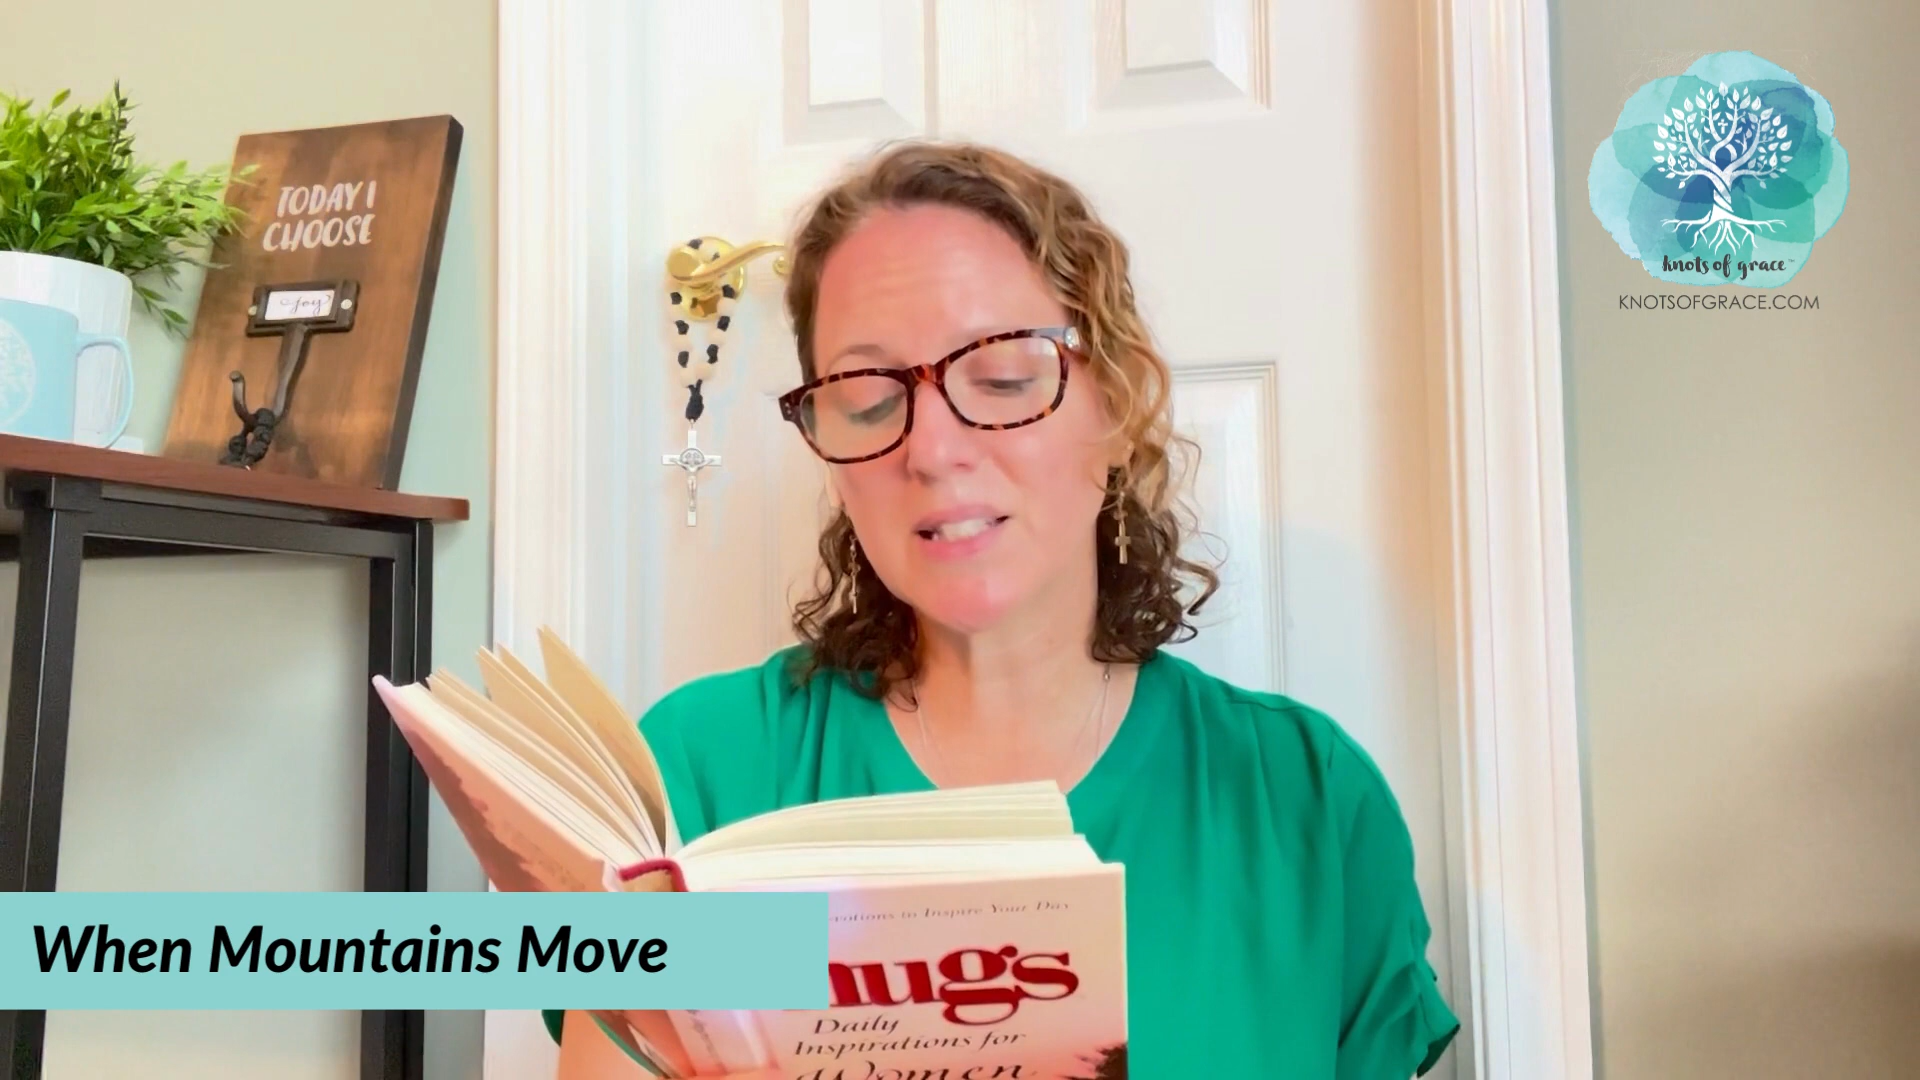 TODAY I
CHOOSE
joy
knots of grace
KNOTSOFGRACE.COM
When Mountains Move
to Inspire Your Day
hugs
Daily
Inspirations for
Women